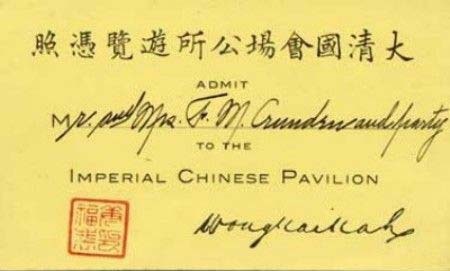 大清國會場公所遊覽憑照
ADMIT
Mr. and Mrs. F. M. Crunden and party
TO THE
IMPERIAL CHINESE PAVILION
Wong Kai Kah